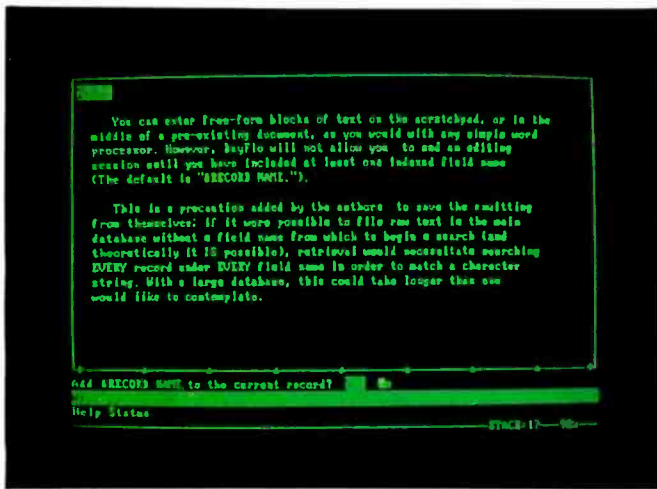 You can enter free-form blocks of text on the scratchpad, or in the
middle of a pre-existing document, as you would with any simple word
processor. However, KeyFlo will not allow you to end an editing
session until you have included at least one indexed field name
(The default is "&RECORD NAME.").
This is a precaution added by the authors to save the unwitting
from themselves; if it were possible to file raw text in the main
database without a field name from which to begin a search (and
theoretically it IS possible), retrieval would necessitate searching
EVERY record under EVERY field name in order to match a character
string. With a large database, this could take longer than one
would like to contemplate.
Add &RECORD NAME to the current record? No
Help Status
STACK:17